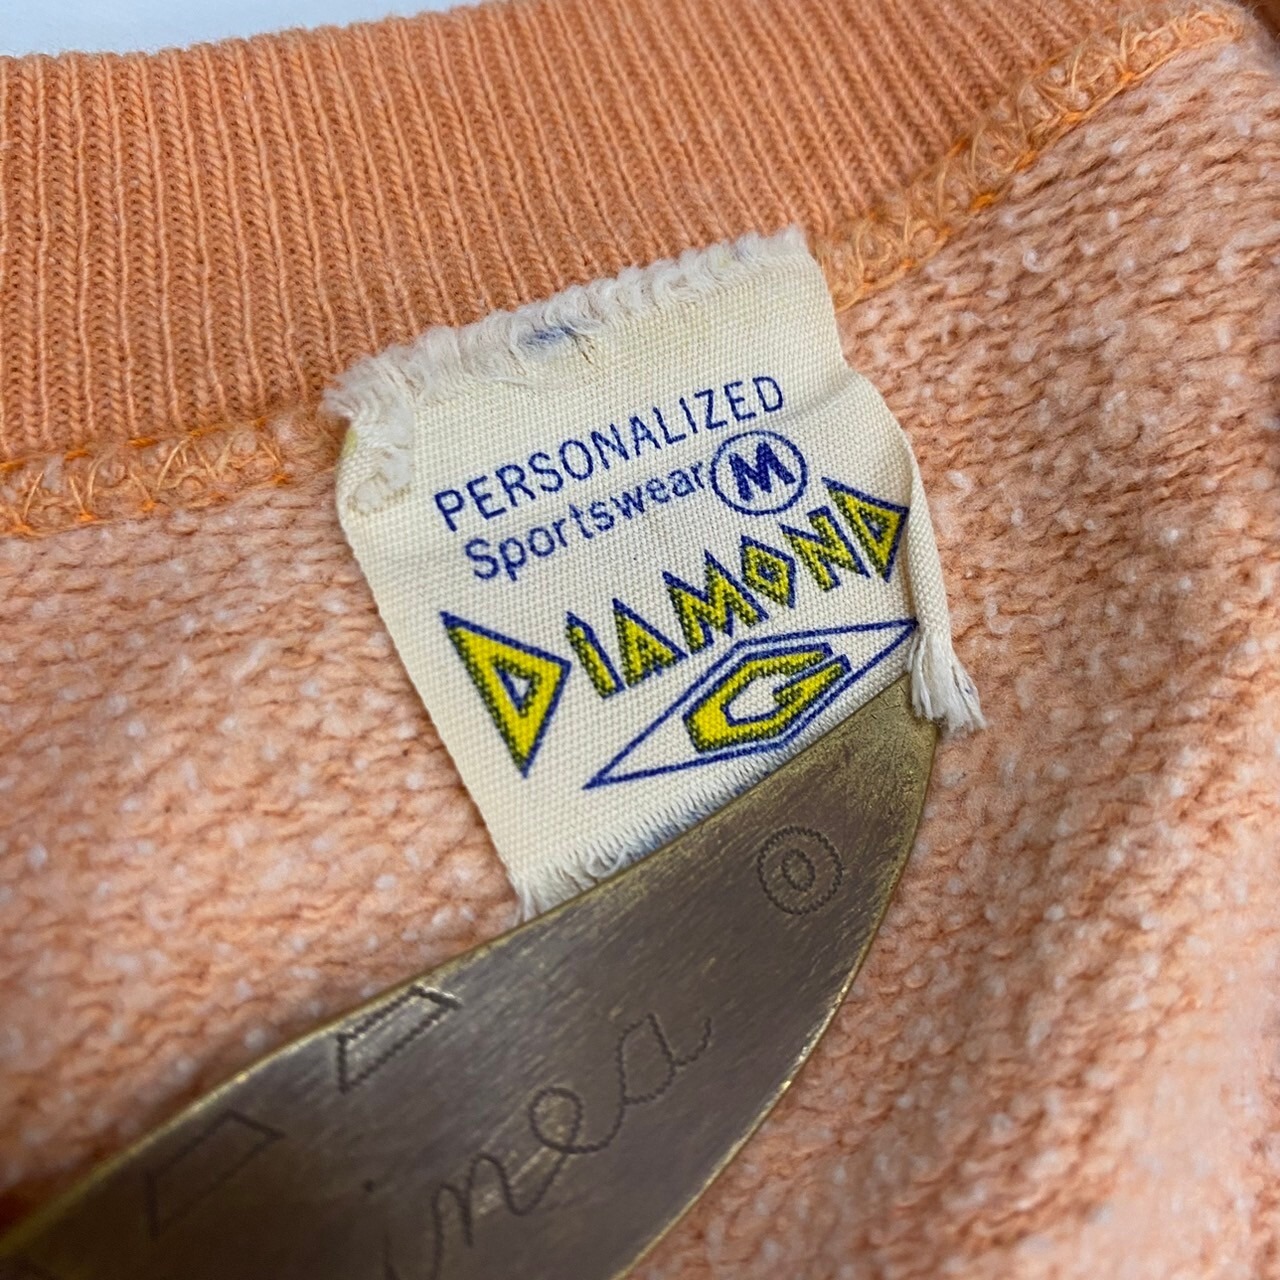 PERSONALIZED
Sportswear M
DIAMOND
G